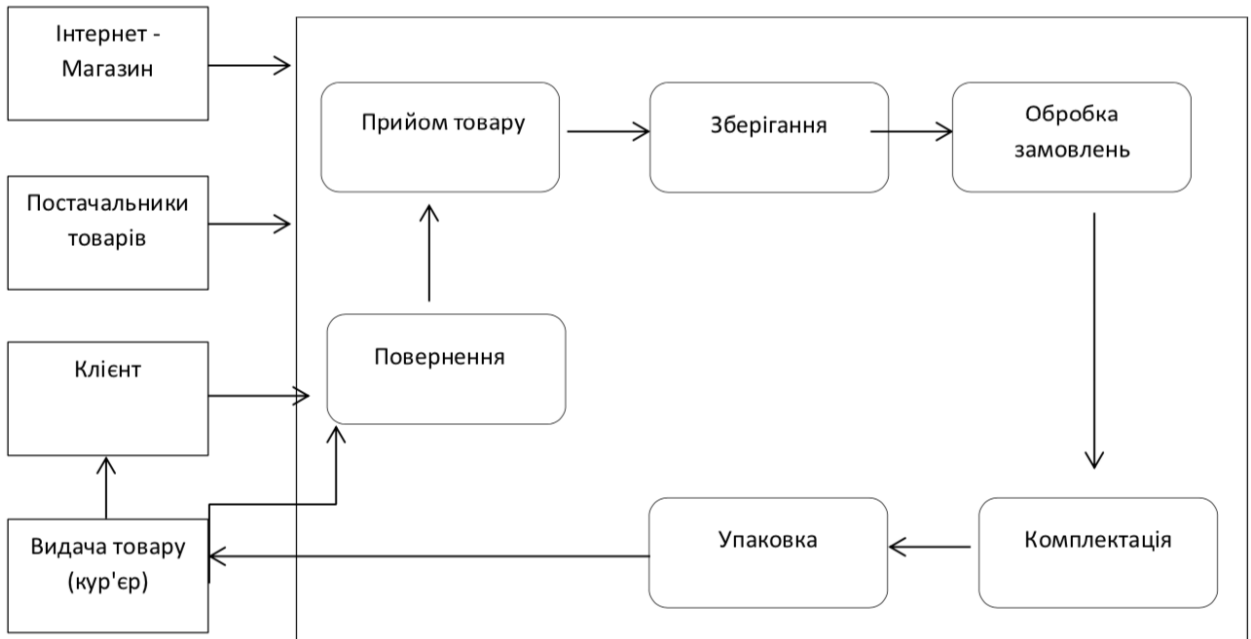 Інтернет -
Магазин
Прийом товару
Зберігання
Обробка
замовлень
Постачальники
товарів
Клієнт
Повернення
Видача товару
(кур'єр)
Упаковка
Комплектація